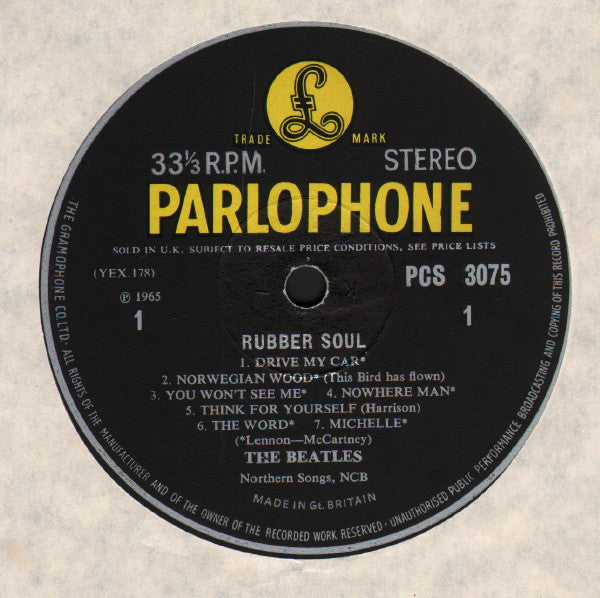 £
TRADE MARK
33⅓ R.P.M. STEREO
PARLOPHONE
SOLD IN U.K. SUBJECT TO RESALE PRICE CONDITIONS, SEE PRICE LISTS
(YEX.178) PCS 3075
℗ 1965
1 1
RUBBER SOUL
1. DRIVE MY CAR*
2. NORWEGIAN WOOD* (This Bird has flown)
3. YOU WON'T SEE ME* 4. NOWHERE MAN*
5. THINK FOR YOURSELF (Harrison)
6. THE WORD* 7. MICHELLE*
(*Lennon—McCartney)
THE BEATLES
Northern Songs, NCB
MADE IN Gt. BRITAIN
THE GRAMOPHONE CO. LTD · ALL RIGHTS OF THE MANUFACTURER AND OF THE OWNER OF THE RECORDED WORK RESERVED · UNAUTHORISED PUBLIC PERFORMANCE BROADCASTING AND COPYING OF THIS RECORD PROHIBITED